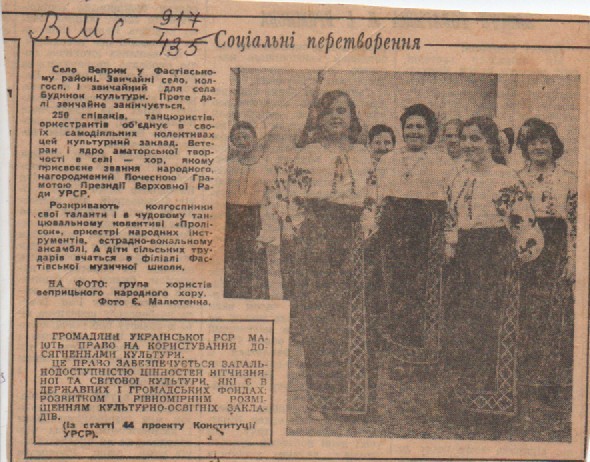 ВМС 917/435
Соціальні перетворення
Село Веприк у Фастівсько-
му районі. Звичайні село, кол-
госп. І звичайний для села
Будинок культури. Проте да-
лі звичайне закінчується.
250 співаків, танцюристів,
оркестрантів об'єднує в сво-
їх самодіяльних колективах
цей культурний заклад. Вете-
ран і ядро аматорської твор-
чості в селі — хор, якому
присвоєне звання народного,
нагороджений Почесною Гра-
мотою Президії Верховної Ра-
ди УРСР.
Розкривають колгоспники
свої таланти і в чудовому тан-
цювальному колективі «Пролі-
сок», оркестрі народних інст-
рументів, естрадно-вокальному
ансамблі. А діти сільських тру-
дарів вчаться в філіалі Фас-
тівської музичної школи.
НА ФОТО: група хористів
веприцького народного хору.
Фото Є. Малютенка.
ГРОМАДЯНИ УКРАЇНСЬКОЇ РСР МА-
ЮТЬ ПРАВО НА КОРИСТУВАННЯ ДО-
СЯГНЕННЯМИ КУЛЬТУРИ.
ЦЕ ПРАВО ЗАБЕЗПЕЧУЄТЬСЯ ЗАГАЛЬ-
НОДОСТУПНІСТЮ ЦІННОСТЕЙ ВІТЧИЗНЯ-
НОЇ ТА СВІТОВОЇ КУЛЬТУРИ, ЯКІ Є В
ДЕРЖАВНИХ І ГРОМАДСЬКИХ ФОНДАХ;
РОЗВИТКОМ І РІВНОМІРНИМ РОЗМІ-
ЩЕННЯМ КУЛЬТУРНО-ОСВІТНІХ ЗАКЛА-
ДІВ.
(Із статті 44 проекту Конституції
УРСР).